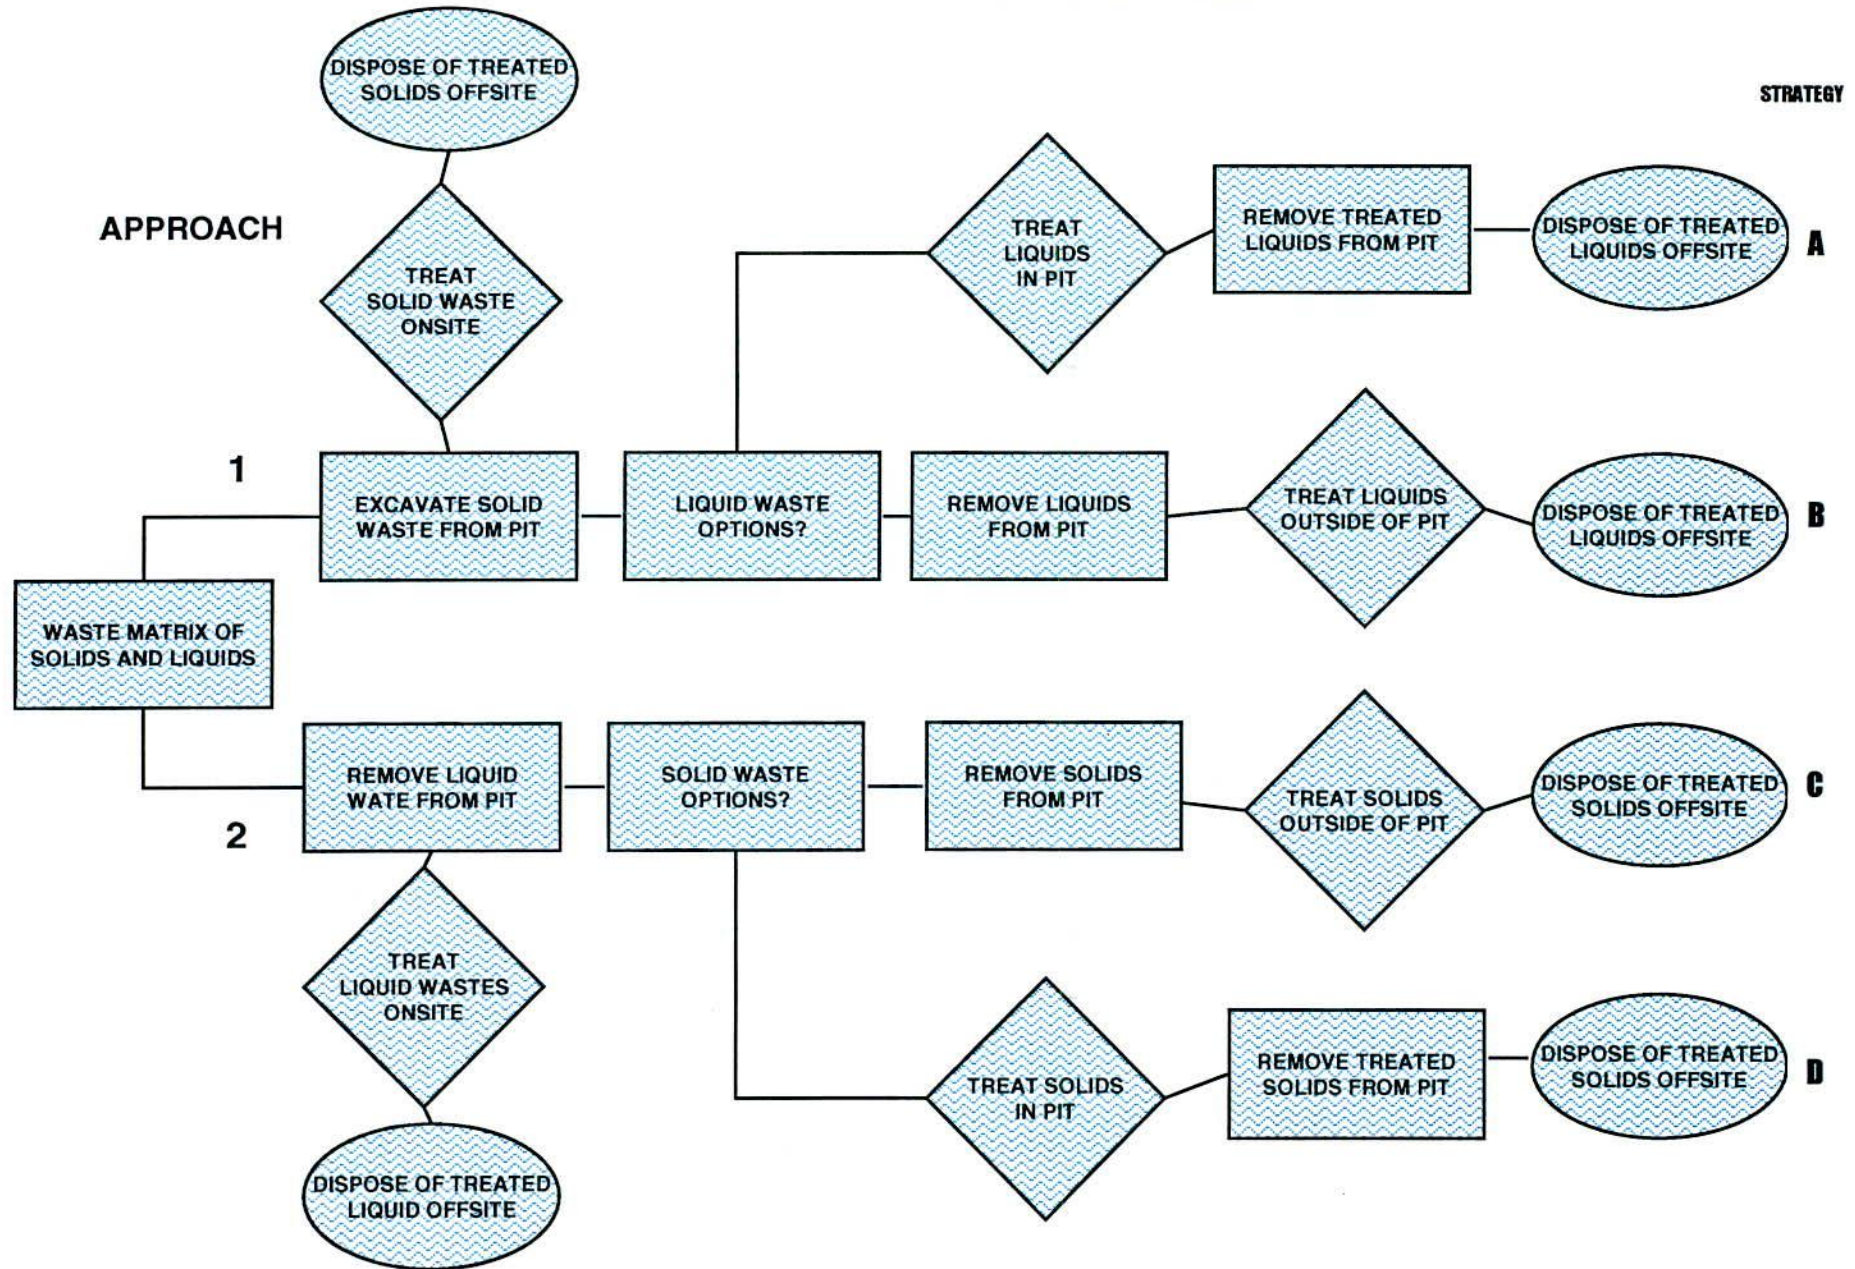 DISPOSE OF TREATED
SOLIDS OFFSITE
STRATEGY
APPROACH
TREAT
SOLID WASTE
ONSITE
TREAT
LIQUIDS
IN PIT
REMOVE TREATED
LIQUIDS FROM PIT
DISPOSE OF TREATED
LIQUIDS OFFSITE
A
1
EXCAVATE SOLID
WASTE FROM PIT
LIQUID WASTE
OPTIONS?
REMOVE LIQUIDS
FROM PIT
TREAT LIQUIDS
OUTSIDE OF PIT
DISPOSE OF TREATED
LIQUIDS OFFSITE
B
WASTE MATRIX OF
SOLIDS AND LIQUIDS
REMOVE LIQUID
WATE FROM PIT
SOLID WASTE
OPTIONS?
REMOVE SOLIDS
FROM PIT
TREAT SOLIDS
OUTSIDE OF PIT
DISPOSE OF TREATED
SOLIDS OFFSITE
C
2
TREAT
LIQUID WASTES
ONSITE
TREAT SOLIDS
IN PIT
REMOVE TREATED
SOLIDS FROM PIT
DISPOSE OF TREATED
SOLIDS OFFSITE
D
DISPOSE OF TREATED
LIQUID OFFSITE